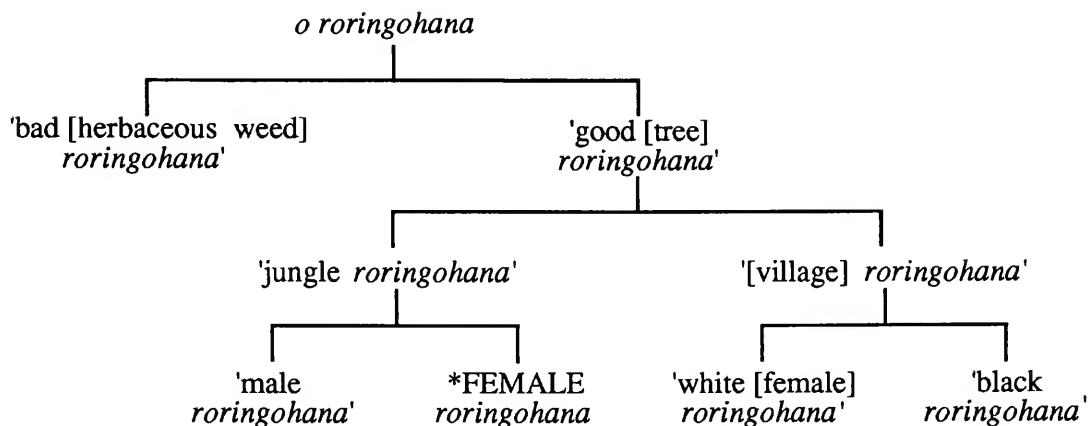 o roringohana
'bad [herbaceous weed]
roringohana'
'good [tree]
roringohana'
'jungle roringohana'
'[village] roringohana'
'male
roringohana'
*FEMALE
roringohana
'white [female]
roringohana'
'black
roringohana'